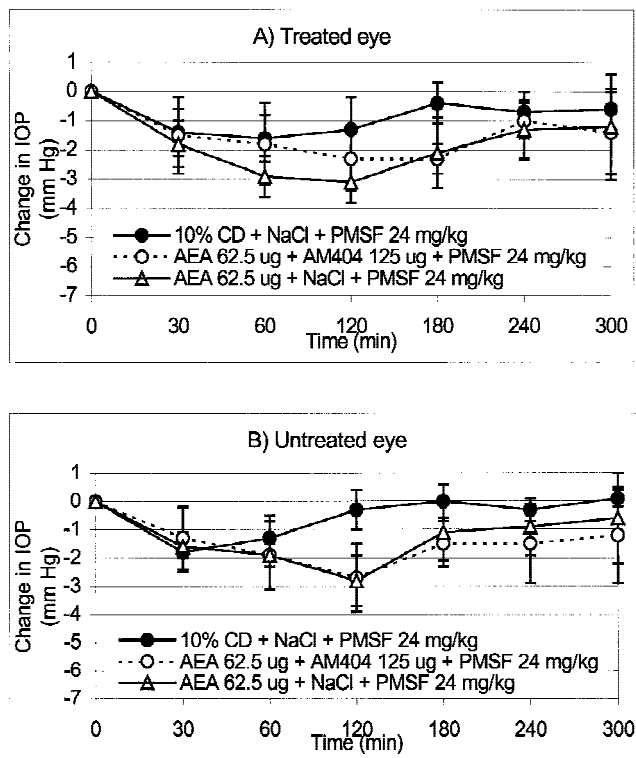 A) Treated eye
1
0
-1
-2
-3
-4
-5
-6
-7
Change in IOP
(mm Hg)
10% CD + NaCl + PMSF 24 mg/kg
AEA 62.5 ug + AM404 125 ug + PMSF 24 mg/kg
AEA 62.5 ug + NaCl + PMSF 24 mg/kg
0 30 60 120 180 240 300
Time (min)
B) Untreated eye
1
0
-1
-2
-3
-4
-5
-6
-7
Change in IOP
(mm Hg)
10% CD + NaCl + PMSF 24 mg/kg
AEA 62.5 ug + AM404 125 ug + PMSF 24 mg/kg
AEA 62.5 ug + NaCl + PMSF 24 mg/kg
0 30 60 120 180 240 300
Time (min)